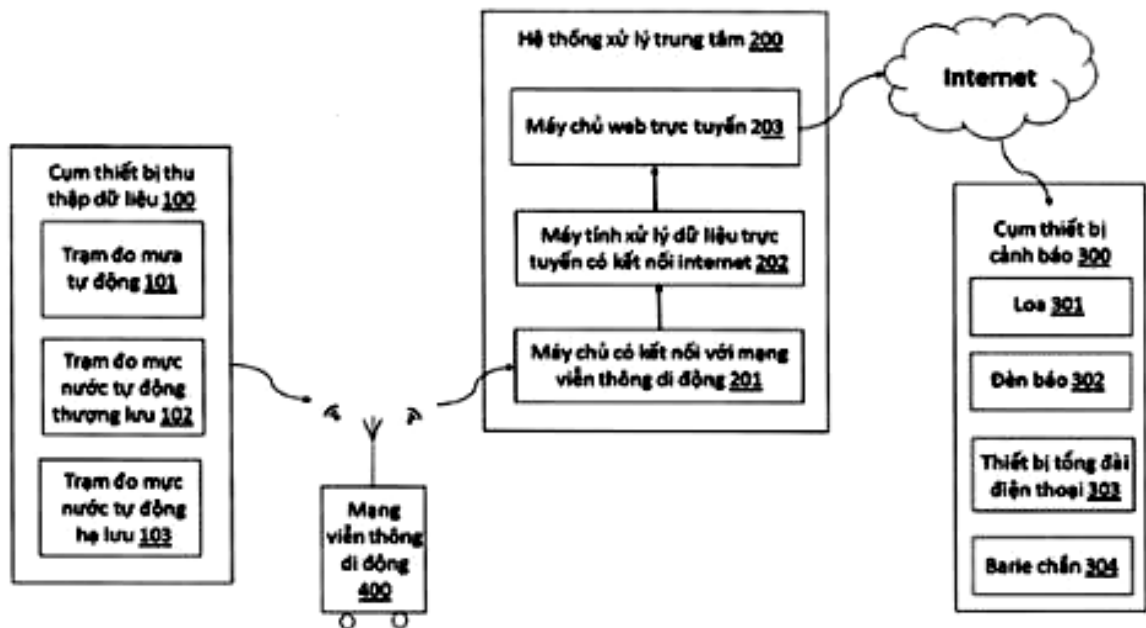 Cụm thiết bị thu
thập dữ liệu 100
Trạm đo mưa
tự động 101
Trạm đo mực
nước tự động
thượng lưu 102
Trạm đo mực
nước tự động
hạ lưu 103
Mạng
viễn thông
di động
400
Hệ thống xử lý trung tâm 200
Máy chủ web trực tuyến 203
Máy tính xử lý dữ liệu trực
tuyến có kết nối internet 202
Máy chủ có kết nối với mạng
viễn thông di động 201
Internet
Cụm thiết bị
cảnh báo 300
Loa 301
Đèn báo 302
Thiết bị tổng đài
điện thoại 303
Barie chắn 304